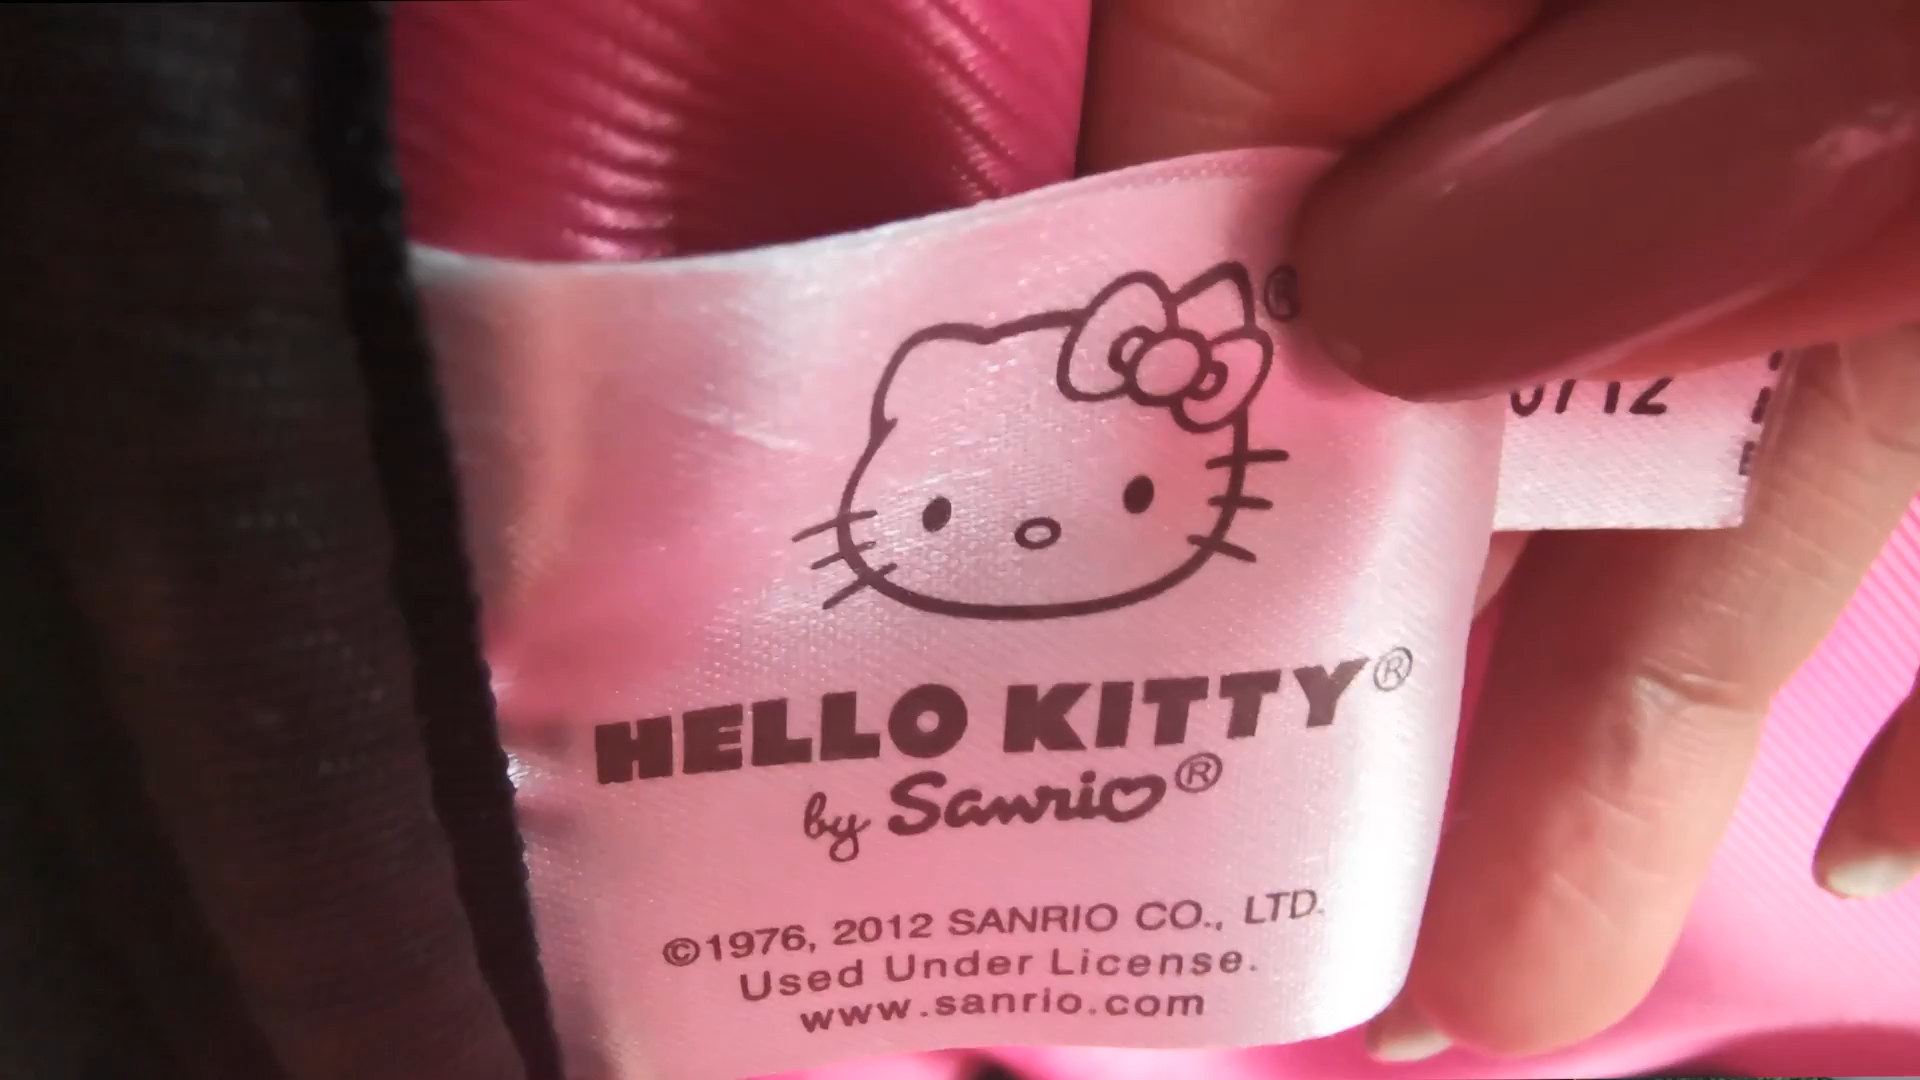 ®
HELLO KITTY®
by Sanrio®
©1976, 2012 SANRIO CO., LTD.
Used Under License.
www.sanrio.com